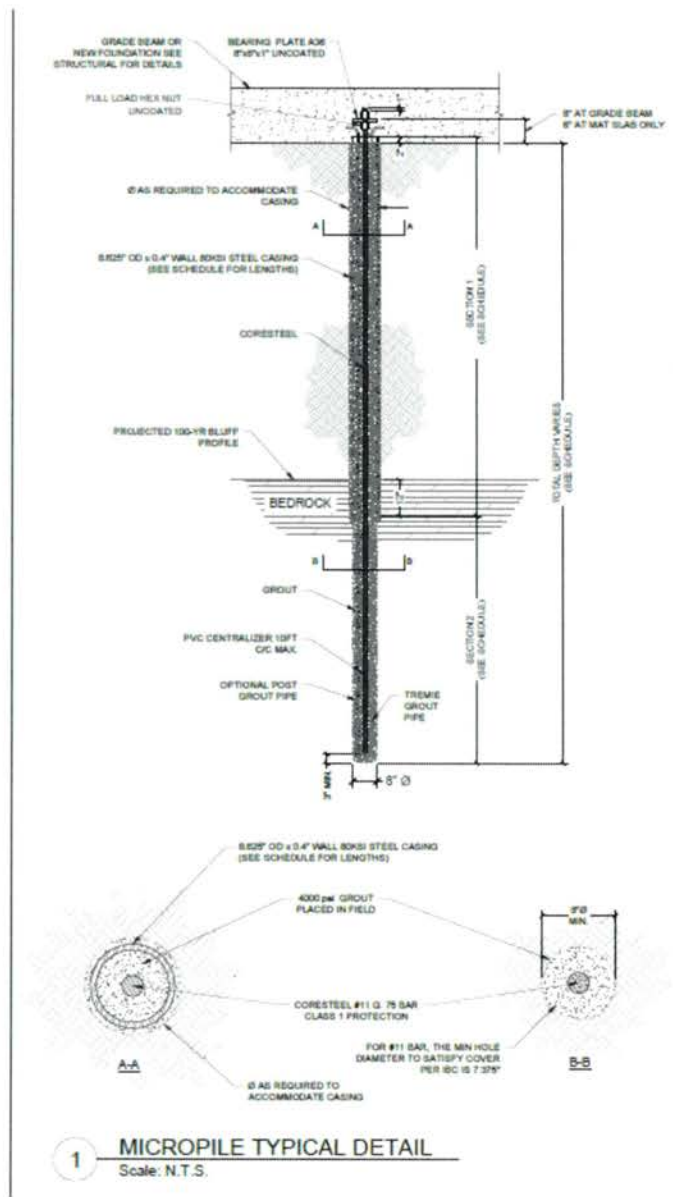 GRADE BEAM OR
NEW FOUNDATION SEE
STRUCTURAL FOR DETAILS
BEARING PLATE A36
UNCOATED
FULL LOAD HEX NUT
UNCOATED
8" AT GRADE BEAM
6" AT MAT SLAB ONLY
Ø AS REQUIRED TO ACCOMMODATE
CASING
A
A
8.625" OD x 0.4" WALL 80KSI STEEL CASING
(SEE SCHEDULE FOR LENGTHS)
SECTION 1
(SEE SCHEDULE)
CORESTEEL
TOTAL DEPTH VARIES
(SEE SCHEDULE)
PROJECTED 100-YR BLUFF
PROFILE
BEDROCK
B
B
GROUT
SECTION 2
(SEE SCHEDULE)
PVC CENTRALIZER 10FT
C/C MAX.
OPTIONAL POST
GROUT PIPE
TREMIE
GROUT
PIPE
3" MIN.
8" Ø
8.625" OD x 0.4" WALL 80KSI STEEL CASING
(SEE SCHEDULE FOR LENGTHS)
4000 psi GROUT
PLACED IN FIELD
MIN.
CORESTEEL #11 G. 75 BAR
CLASS 1 PROTECTION
FOR #11 BAR, THE MIN HOLE
DIAMETER TO SATISFY COVER
PER IBC IS 7.375"
A-A
B-B
Ø AS REQUIRED TO
ACCOMMODATE CASING
1 MICROPILE TYPICAL DETAIL
Scale: N.T.S.